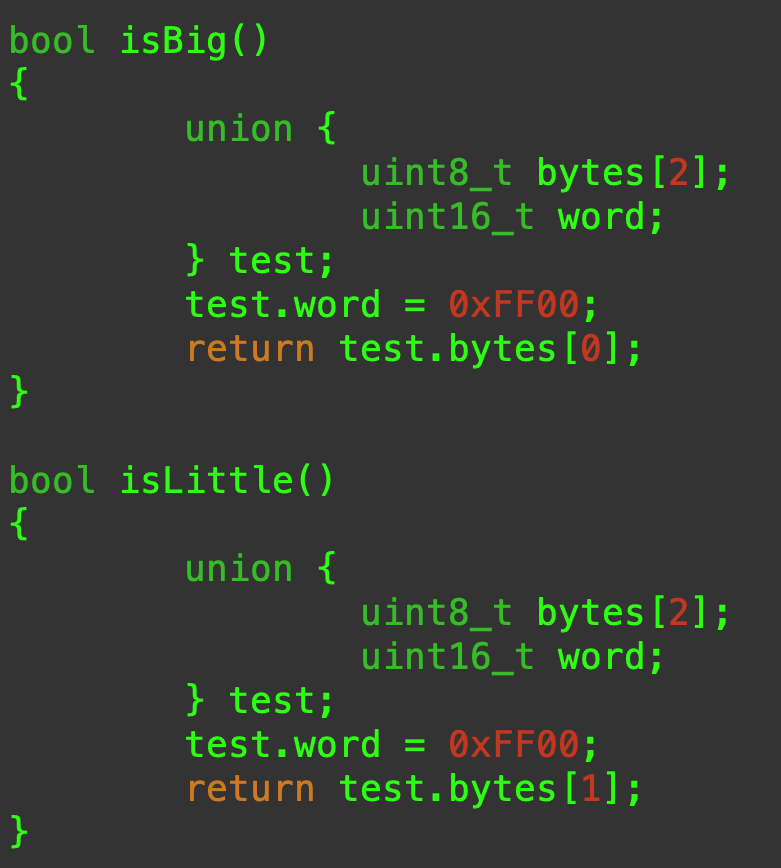 bool isBig()
{
        union {
                uint8_t bytes[2];
                uint16_t word;
        } test;
        test.word = 0xFF00;
        return test.bytes[0];
}

bool isLittle()
{
        union {
                uint8_t bytes[2];
                uint16_t word;
        } test;
        test.word = 0xFF00;
        return test.bytes[1];
}